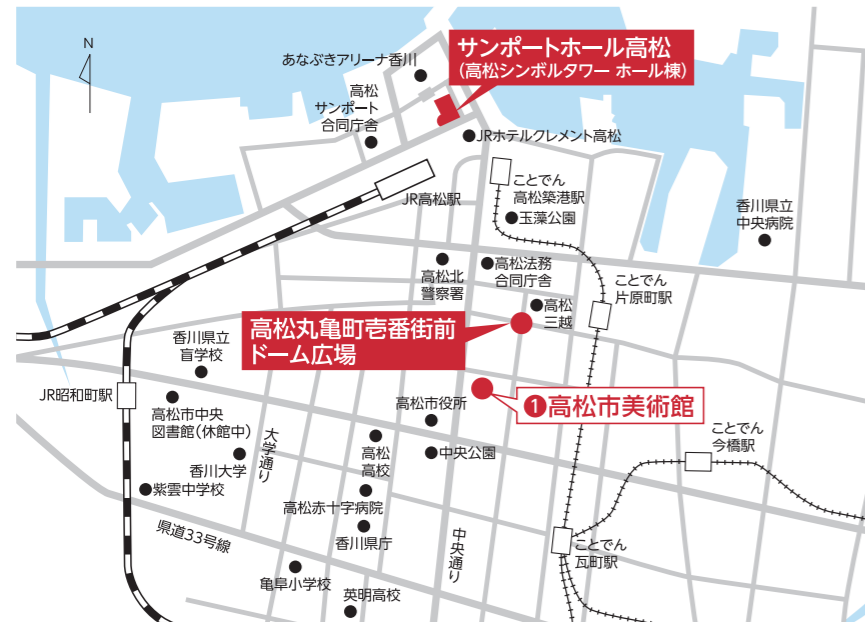 N
あなぶきアリーナ香川
サンポートホール高松
(高松シンボルタワー ホール棟)
高松
サンポート
合同庁舎
JRホテルクレメント高松
JR高松駅
ことでん
高松築港駅
玉藻公園
香川県立
中央病院
高松北
警察署
高松法務
合同庁舎
ことでん
片原町駅
高松
三越
高松丸亀町壱番街前
ドーム広場
香川県立
盲学校
JR昭和町駅
高松市中央
図書館(休館中)
高松市役所
❶高松市美術館
大学通り
高松
高校
中央公園
ことでん
今橋駅
香川大学
紫雲中学校
高松赤十字病院
県道33号線
香川県庁
中央通り
ことでん
瓦町駅
亀阜小学校
英明高校